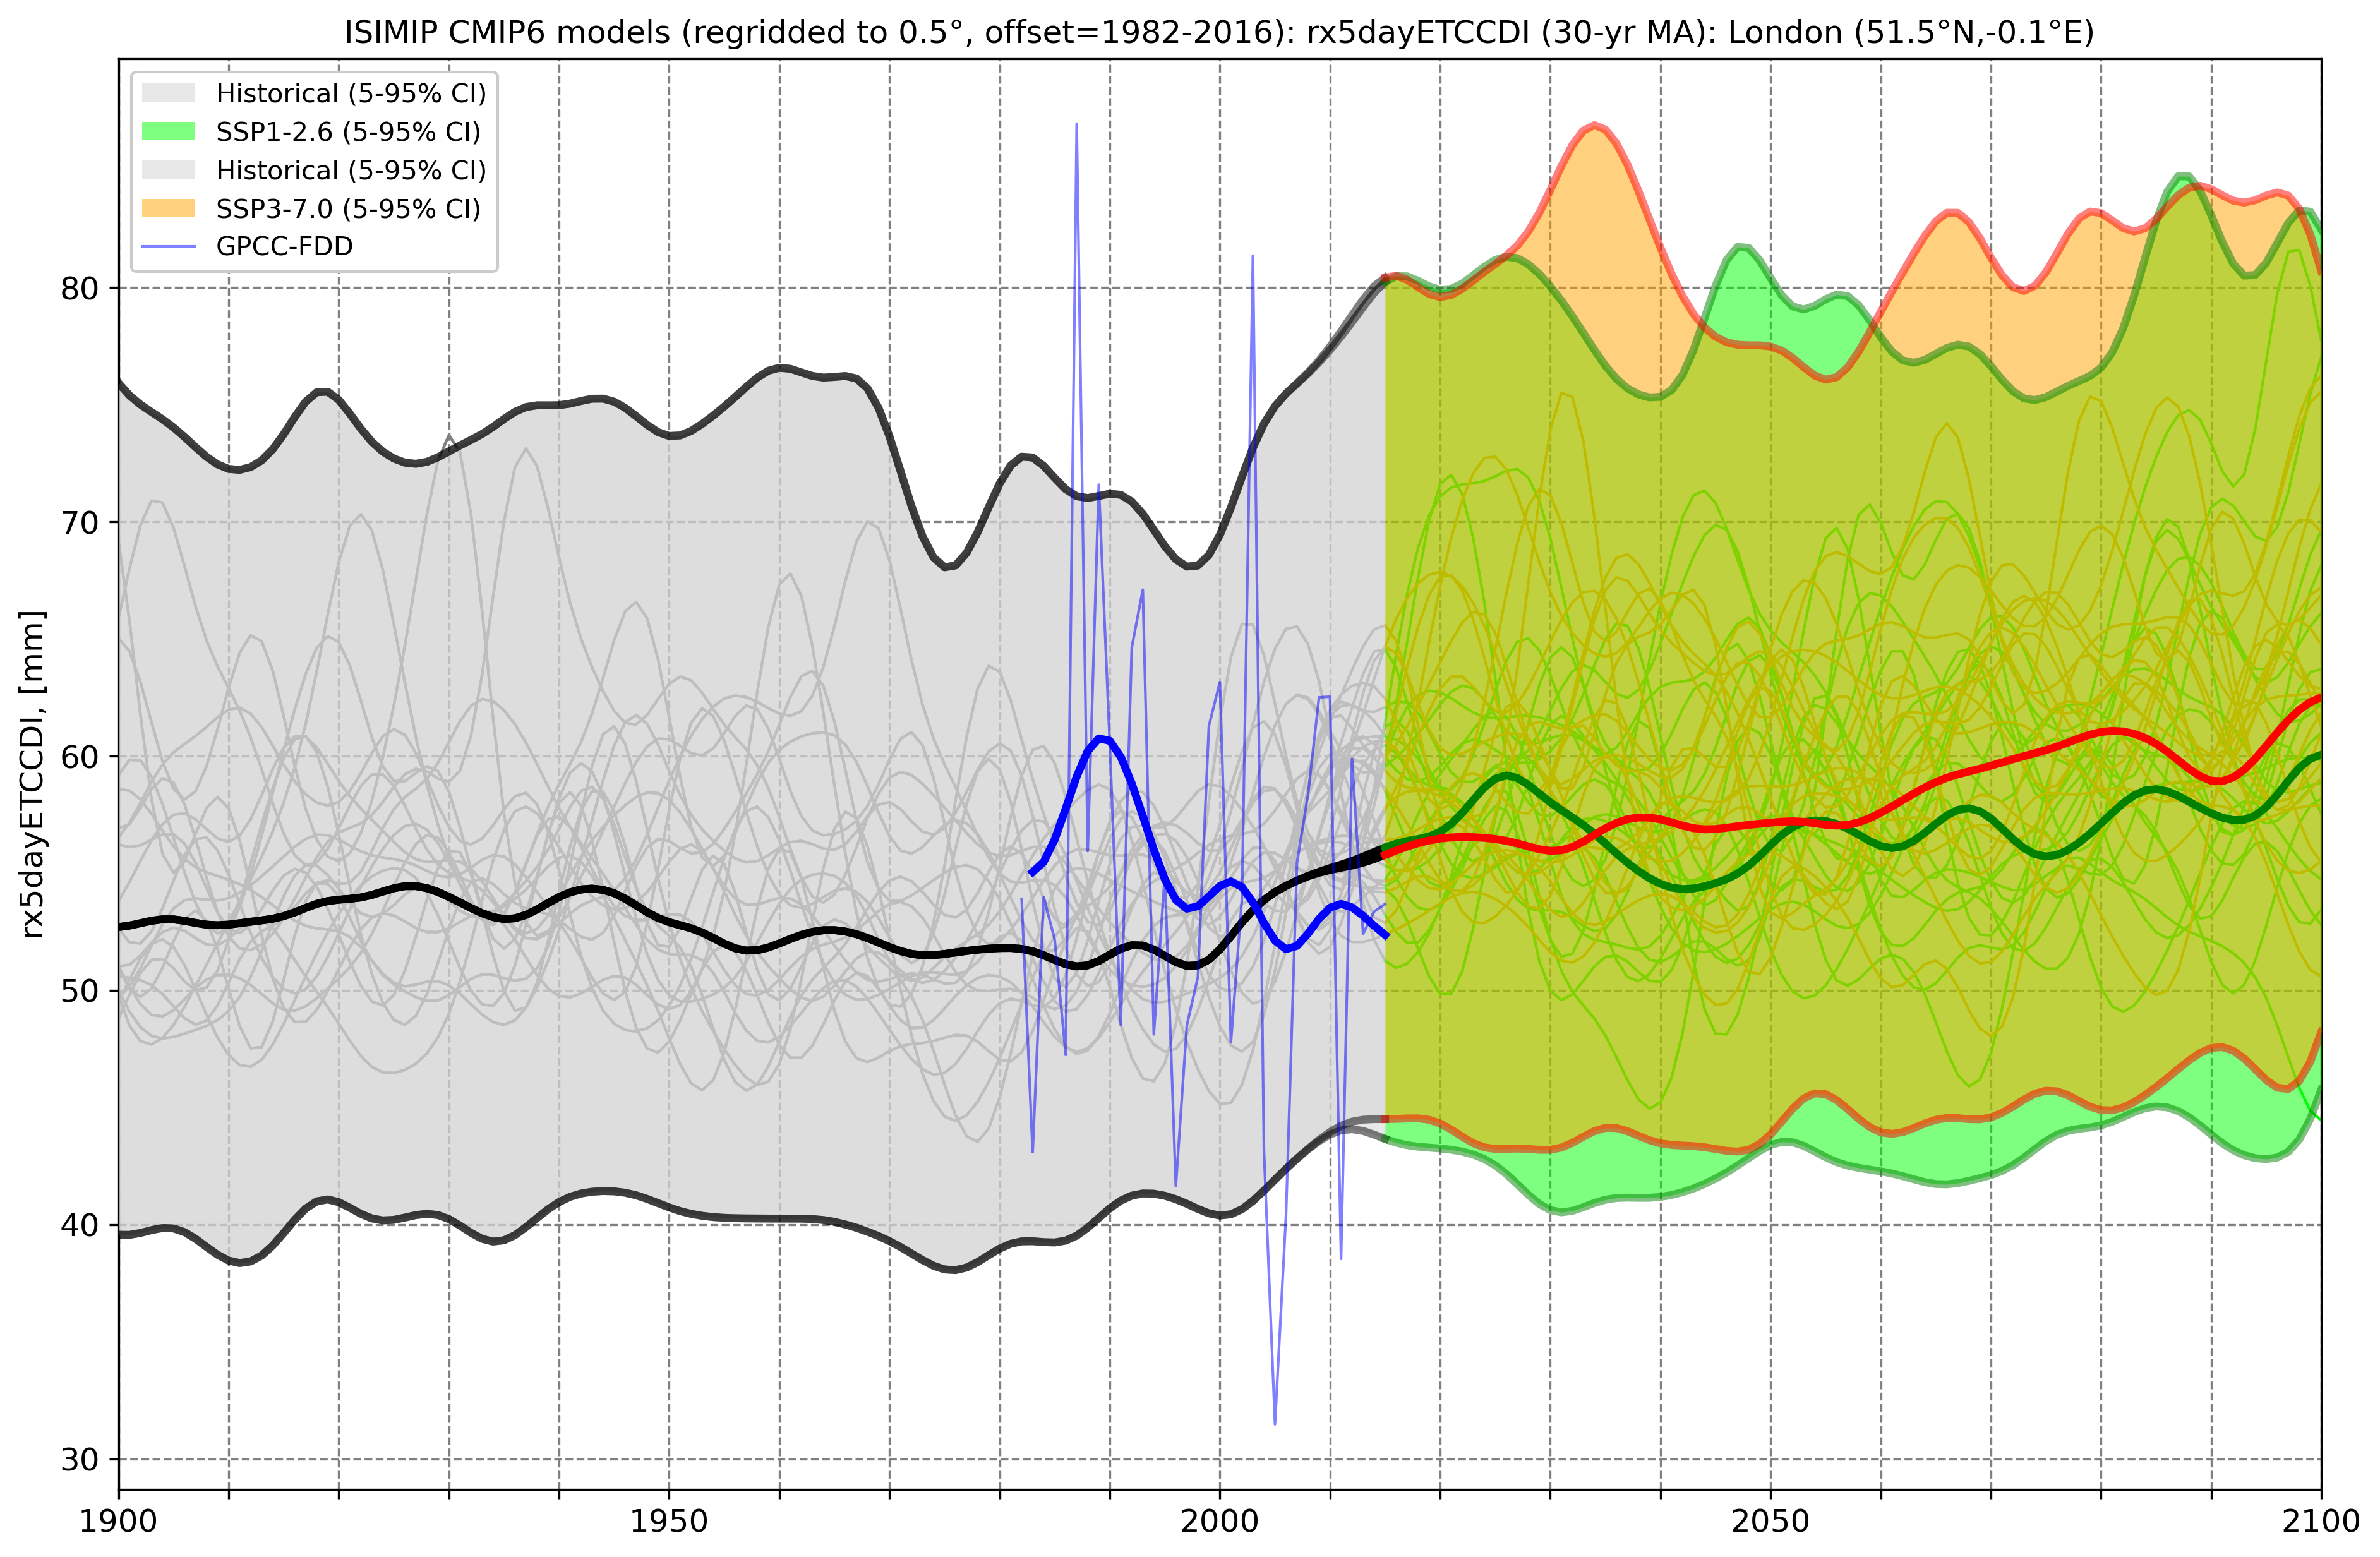 ISIMIP CMIP6 models (regridded to 0.5°, offset=1982-2016): rx5dayETCCDI (30-yr MA): London (51.5°N,-0.1°E)
Historical (5-95% CI)
SSP1-2.6 (5-95% CI)
Historical (5-95% CI)
SSP3-7.0 (5-95% CI)
GPCC-FDD
rx5dayETCCDI, [mm]
80
70
60
50
40
30
1900
1950
2000
2050
2100